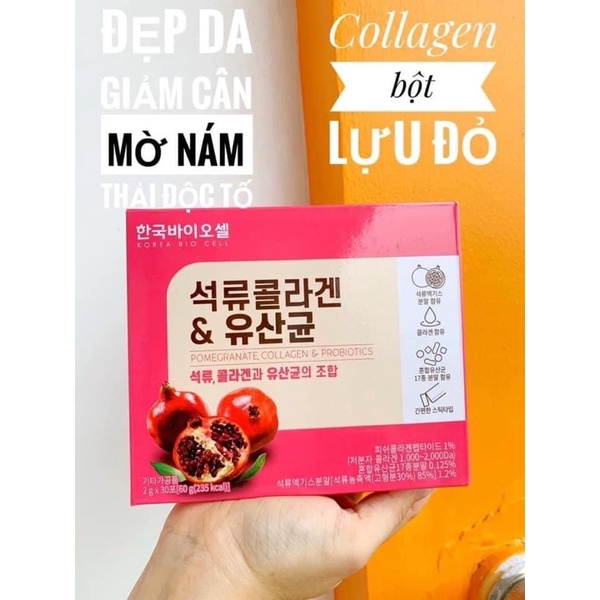 ĐẸP DA
GIẢM CÂN
MỜ NÁM
THẢI ĐỘC TỐ
Collagen
bột
LỰU ĐỎ
한국바이오셀
KOREA BIO CELL
석류콜라겐
& 유산균
POMEGRANATE, COLLAGEN & PROBIOTICS
석류, 콜라겐과 유산균의 조합
석류엑기스
분말 함유
콜라겐 함유
혼합유산균
17종 분말 함유
간편한 스틱타입
기타가공품
2 g x 30포[60 g(235 kcal)]
피쉬콜라겐펩타이드 1%
(저분자 콜라겐 1,000~2,000Da)
혼합유산균17종분말 0.125%
석류엑기스분말[석류농축액(고형분30%) 85%] 1.2%